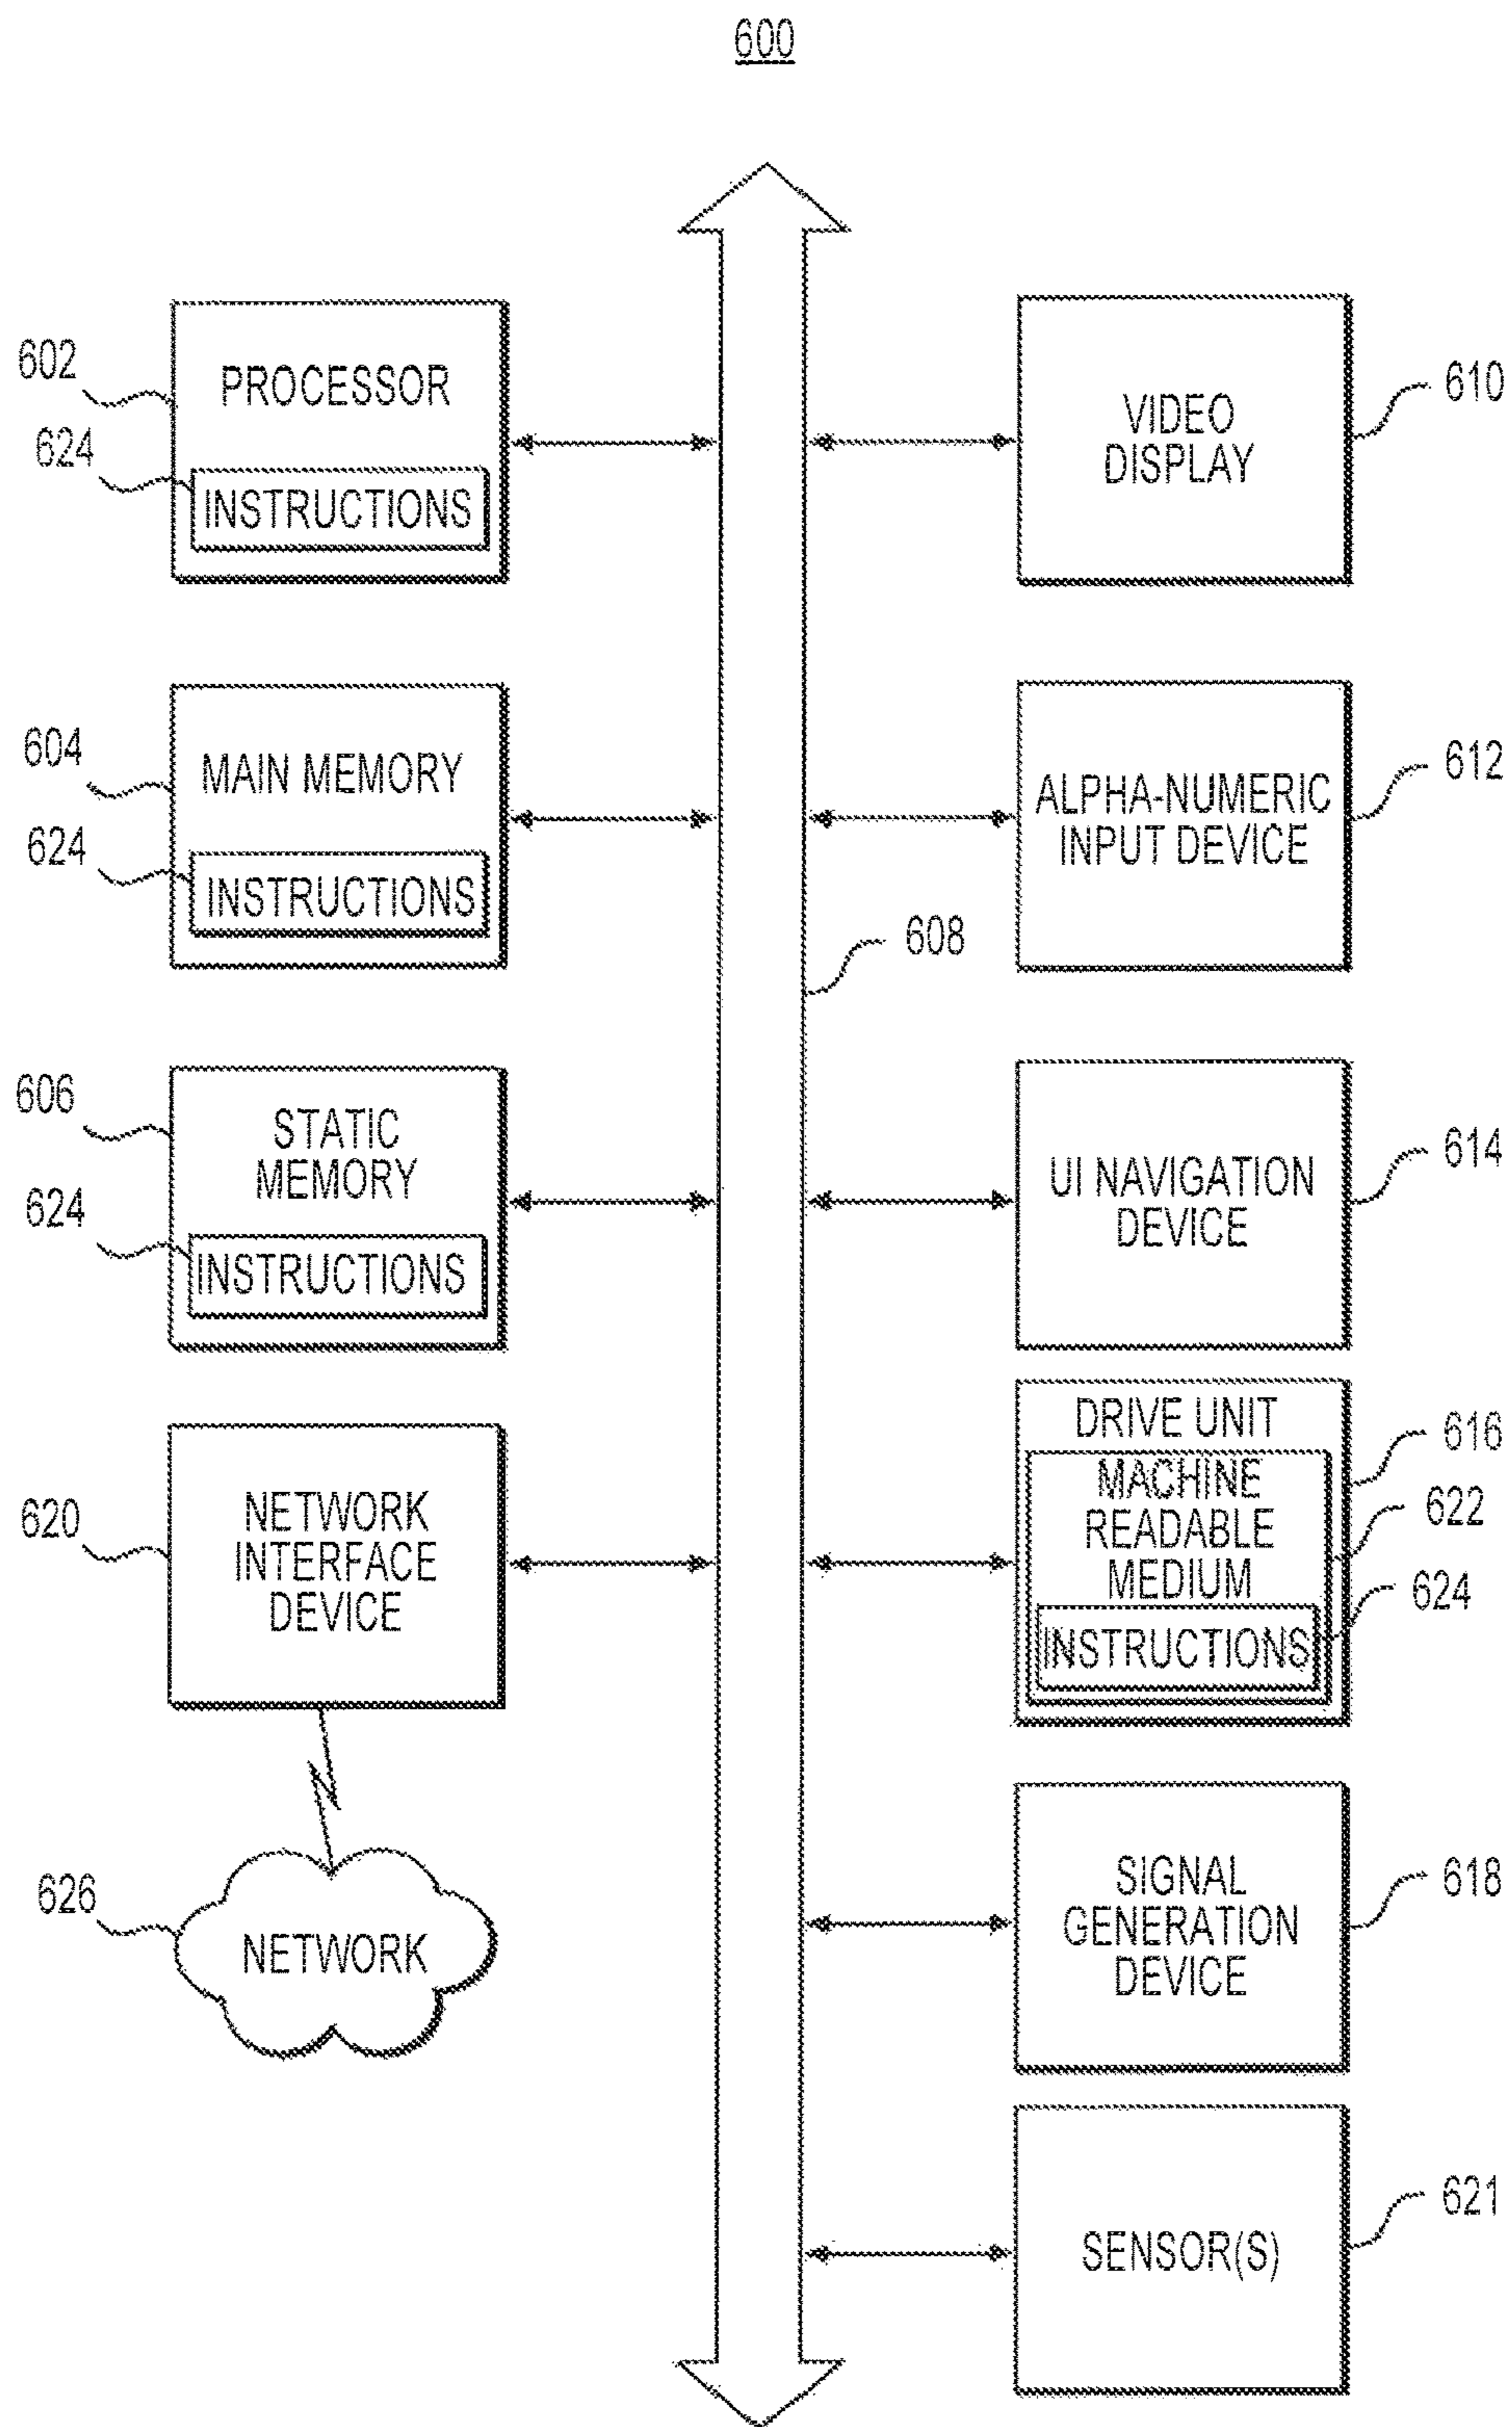 600
602
PROCESSOR
624
INSTRUCTIONS
604
MAIN MEMORY
624
INSTRUCTIONS
606
STATIC
MEMORY
624
INSTRUCTIONS
620
NETWORK
INTERFACE
DEVICE
626
NETWORK
608
VIDEO
DISPLAY
610
ALPHA-NUMERIC
INPUT DEVICE
612
UI NAVIGATION
DEVICE
614
DRIVE UNIT
616
MACHINE
READABLE
MEDIUM
622
INSTRUCTIONS
624
SIGNAL
GENERATION
DEVICE
618
SENSOR(S)
621